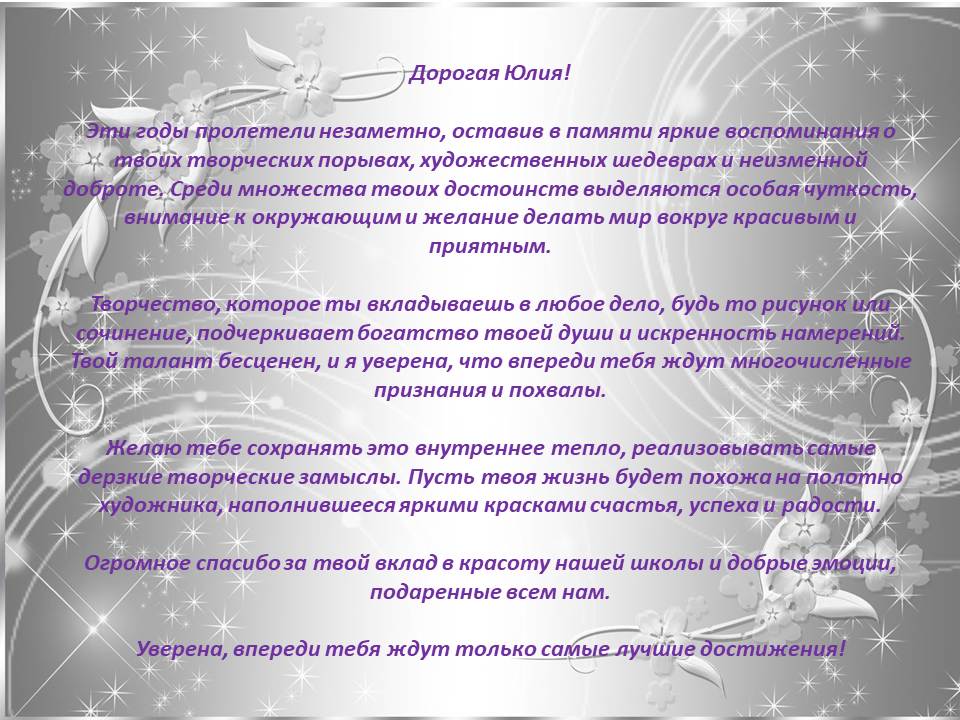 Дорогая Юлия!
Эти годы пролетели незаметно, оставив в памяти яркие воспоминания о
твоих творческих порывах, художественных шедеврах и неизменной
доброте. Среди множества твоих достоинств выделяются особая чуткость,
внимание к окружающим и желание делать мир вокруг красивым и
приятным.
Творчество, которое ты вкладываешь в любое дело, будь то рисунок или
сочинение, подчеркивает богатство твоей души и искренность намерений.
Твой талант бесценен, и я уверена, что впереди тебя ждут многочисленные
признания и похвалы.
Желаю тебе сохранять это внутреннее тепло, реализовывать самые
дерзкие творческие замыслы. Пусть твоя жизнь будет похожа на полотно
художника, наполнившееся яркими красками счастья, успеха и радости.
Огромное спасибо за твой вклад в красоту нашей школы и добрые эмоции,
подаренные всем нам.
Уверена, впереди тебя ждут только самые лучшие достижения!